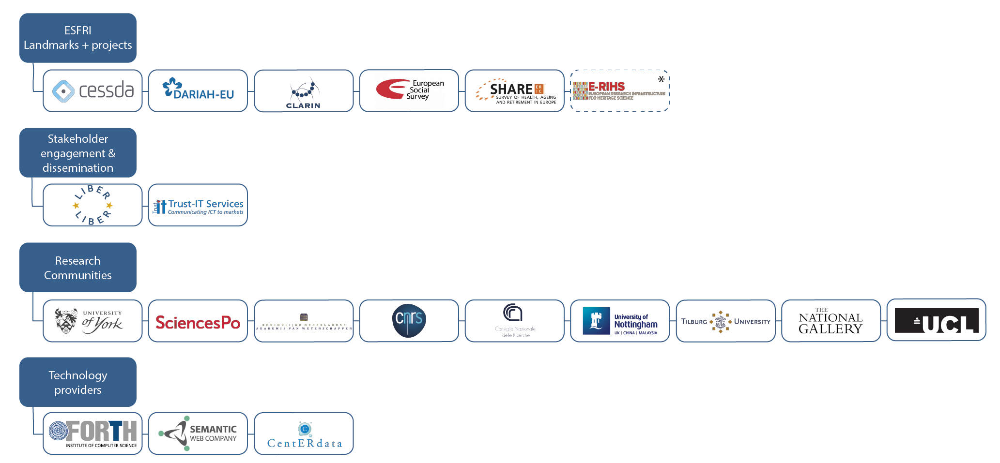 ESFRI
Landmarks + projects
cessda
DARIAH-EU
CLARIN
European
Social
Survey
SHARE
ER
IC
SURVEY OF HEALTH, AGEING
AND RETIREMENT IN EUROPE
*
E-RIHS
EUROPEAN RESEARCH INFRASTRUCTURE
FOR HERITAGE SCIENCE
Stakeholder
engagement &
dissemination
LIBER
LIBER
Trust
it
Trust-IT Services
Communicating ICT to markets
Research
Communities
UNIVERSITY
of York
SciencesPo
KONINKLIJKE NEDERLANDSE
AKADEMIE VAN WETENSCHAPPEN
cnrs
Consiglio Nazionale
delle Ricerche
University of
Nottingham
UK | CHINA | MALAYSIA
TILBURG UNIVERSITY
THE
NATIONAL
GALLERY
UCL
Technology
providers
FORTH
INSTITUTE OF COMPUTER SCIENCE
SEMANTIC
WEB COMPANY
C
CentERdata